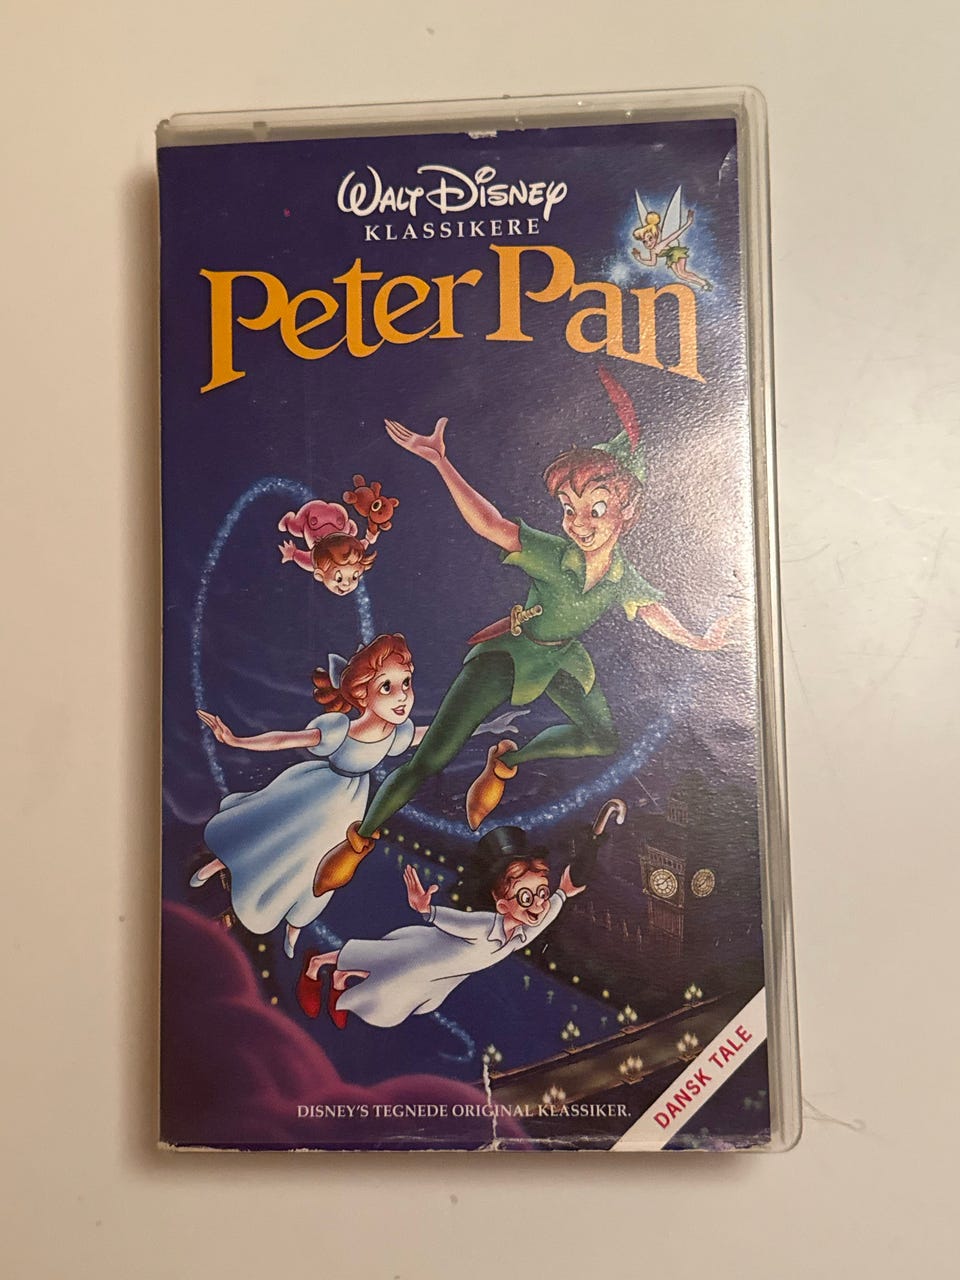 WALT DISNEY
KLASSIKERE
Peter Pan
DISNEY'S TEGNEDE ORIGINAL KLASSIKER.
DANSK TALE